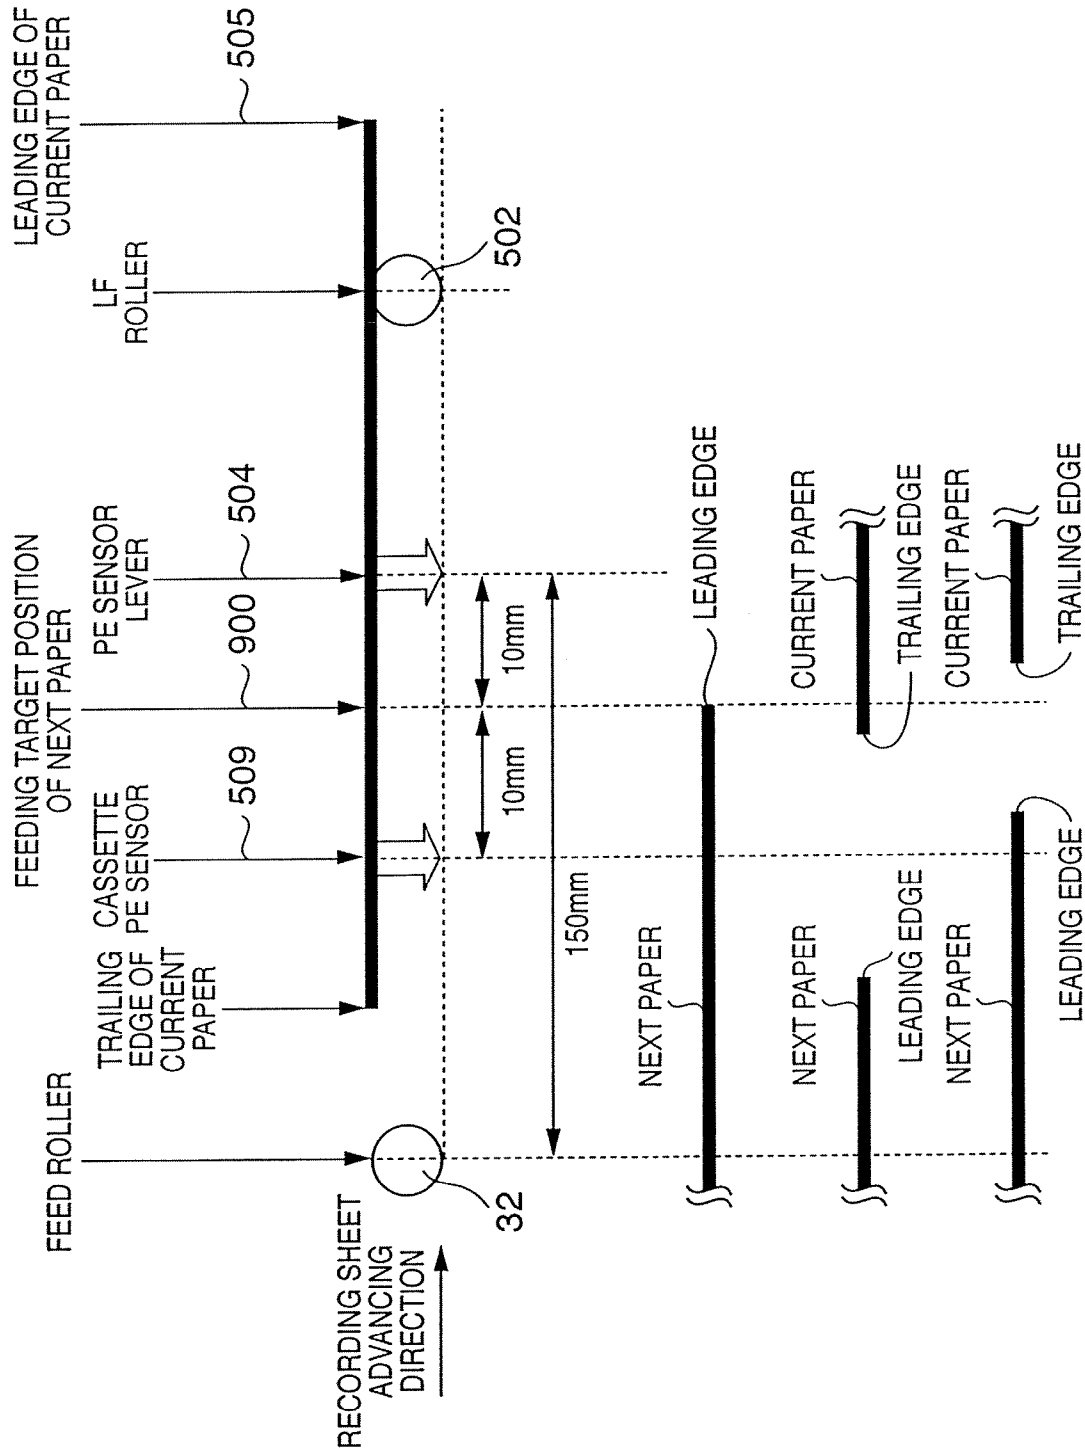 FEED ROLLER
TRAILING
EDGE OF
CURRENT
PAPER
CASSETTE
PE SENSOR
509
FEEDING TARGET POSITION
OF NEXT PAPER
900
PE SENSOR
LEVER
504
LF
ROLLER
LEADING EDGE OF
CURRENT PAPER
505
RECORDING SHEET
ADVANCING
DIRECTION
32
502
10mm
10mm
150mm
NEXT PAPER
LEADING EDGE
NEXT PAPER
LEADING EDGE
CURRENT PAPER
TRAILING EDGE
NEXT PAPER
LEADING EDGE
CURRENT PAPER
TRAILING EDGE